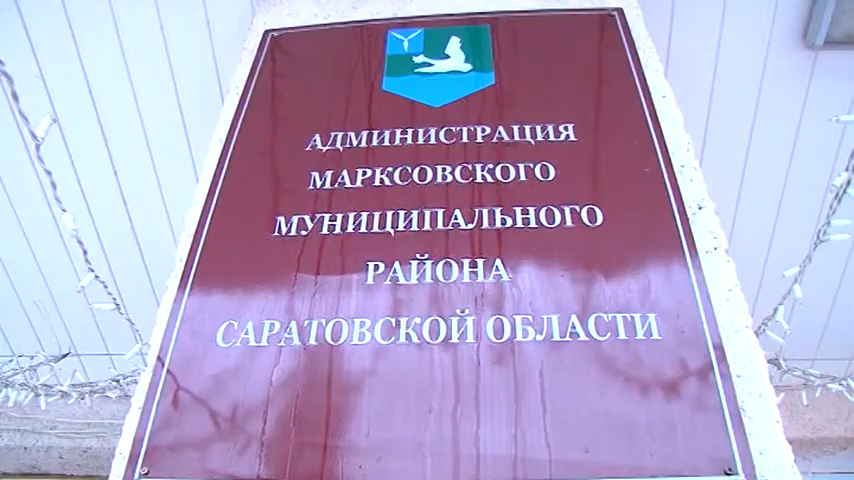 АДМИНИСТРАЦИЯ
МАРКСОВСКОГО
МУНИЦИПАЛЬНОГО
РАЙОНА
САРАТОВСКОЙ ОБЛАСТИ